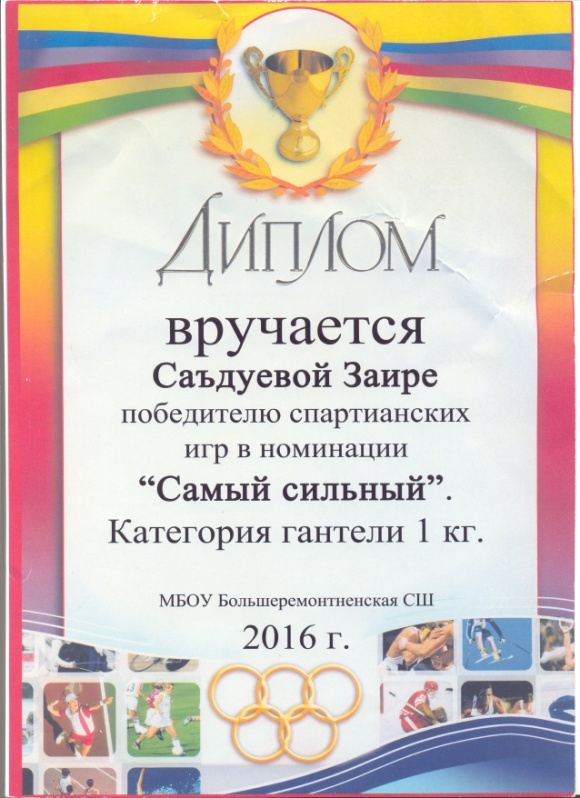 Диплом
вручается
Саъдуевой Заире
победителю спартианских
игр в номинации
“Самый сильный”.
Категория гантели 1 кг.
МБОУ Большеремонтненская СШ
2016 г.